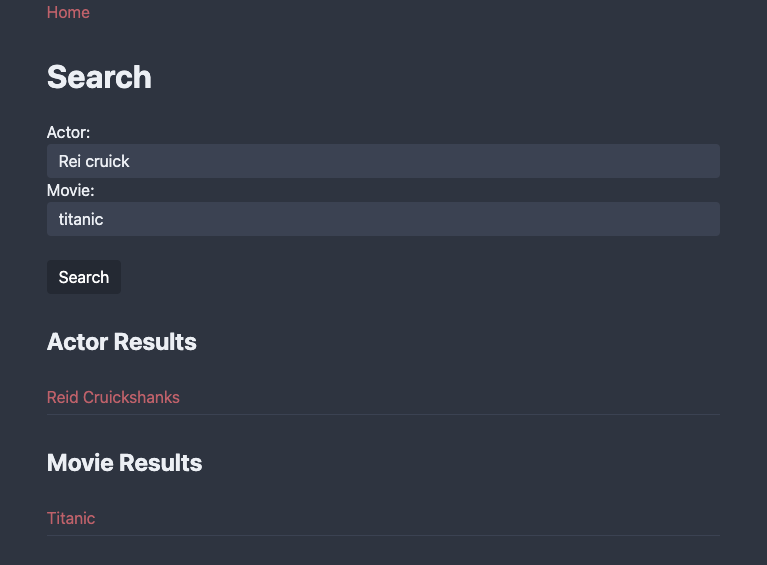 Home
Search
Actor:
Rei cruick
Movie:
titanic
Search
Actor Results
Reid Cruickshanks
Movie Results
Titanic